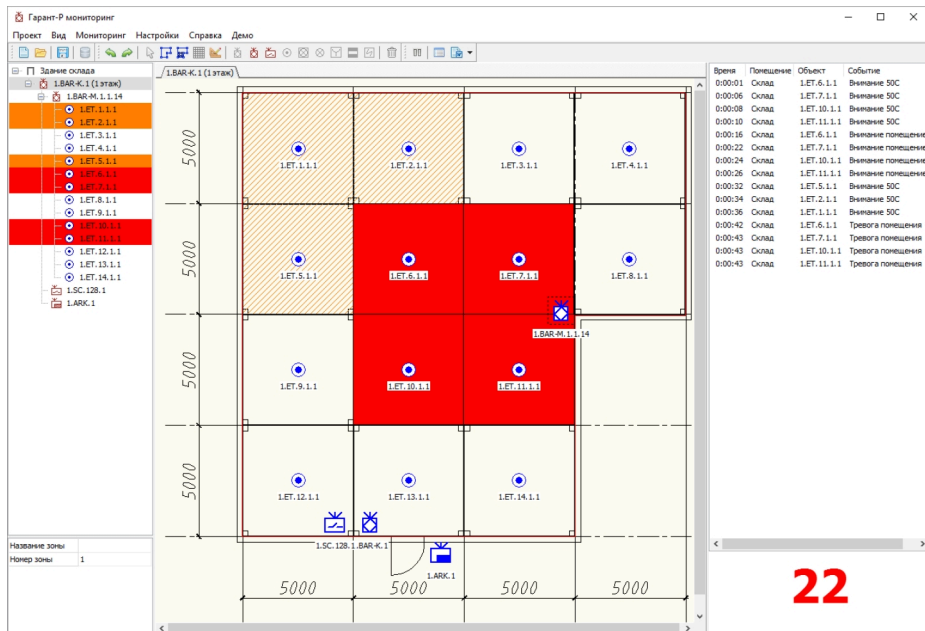 Гарант-Р мониторинг
Проект Вид Мониторинг Настройки Справка Демо
Здание склада
1.BAR-K.1 (1 этаж)
1.BAR-M.1.1.14
1.ET.1.1.1
1.ET.2.1.1
1.ET.3.1.1
1.ET.4.1.1
1.ET.5.1.1
1.ET.6.1.1
1.ET.7.1.1
1.ET.8.1.1
1.ET.9.1.1
1.ET.10.1.1
1.ET.11.1.1
1.ET.12.1.1
1.ET.13.1.1
1.ET.14.1.1
1.SC.128.1
1.ARK.1
Название зоны
Номер зоны 1
1.BAR-K.1 (1 этаж)
5000
1.ET.1.1.1 1.ET.2.1.1 1.ET.3.1.1 1.ET.4.1.1
5000
1.ET.5.1.1 1.ET.6.1.1 1.ET.7.1.1 1.ET.8.1.1
1.BAR-M.1.1.14
5000
1.ET.9.1.1 1.ET.10.1.1 1.ET.11.1.1
5000
1.ET.12.1.1 1.ET.13.1.1 1.ET.14.1.1
1.SC.128.1.BAR-K.1
1.ARK.1
5000 5000 5000 5000
Время Помещение Объект Событие
0:00:01 Склад 1.ET.6.1.1 Внимание 50С
0:00:06 Склад 1.ET.7.1.1 Внимание 50С
0:00:08 Склад 1.ET.10.1.1 Внимание 50С
0:00:10 Склад 1.ET.11.1.1 Внимание 50С
0:00:16 Склад 1.ET.6.1.1 Внимание помещение
0:00:22 Склад 1.ET.7.1.1 Внимание помещение
0:00:24 Склад 1.ET.10.1.1 Внимание помещение
0:00:26 Склад 1.ET.11.1.1 Внимание помещение
0:00:32 Склад 1.ET.5.1.1 Внимание 50С
0:00:34 Склад 1.ET.2.1.1 Внимание 50С
0:00:36 Склад 1.ET.1.1.1 Внимание 50С
0:00:42 Склад 1.ET.6.1.1 Тревога помещения
0:00:43 Склад 1.ET.7.1.1 Тревога помещения
0:00:43 Склад 1.ET.10.1.1 Тревога помещения
0:00:43 Склад 1.ET.11.1.1 Тревога помещения
22